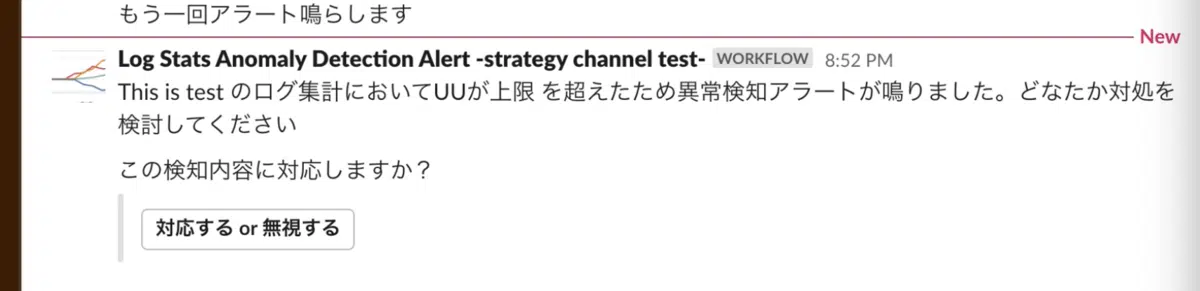 もう一回アラート鳴らします
New
Log Stats Anomaly Detection Alert -strategy channel test- WORKFLOW 8:52 PM
This is test のログ集計においてUUが上限 を超えたため異常検知アラートが鳴りました。どなたか対処を
検討してください
この検知内容に対応しますか？
対応する or 無視する